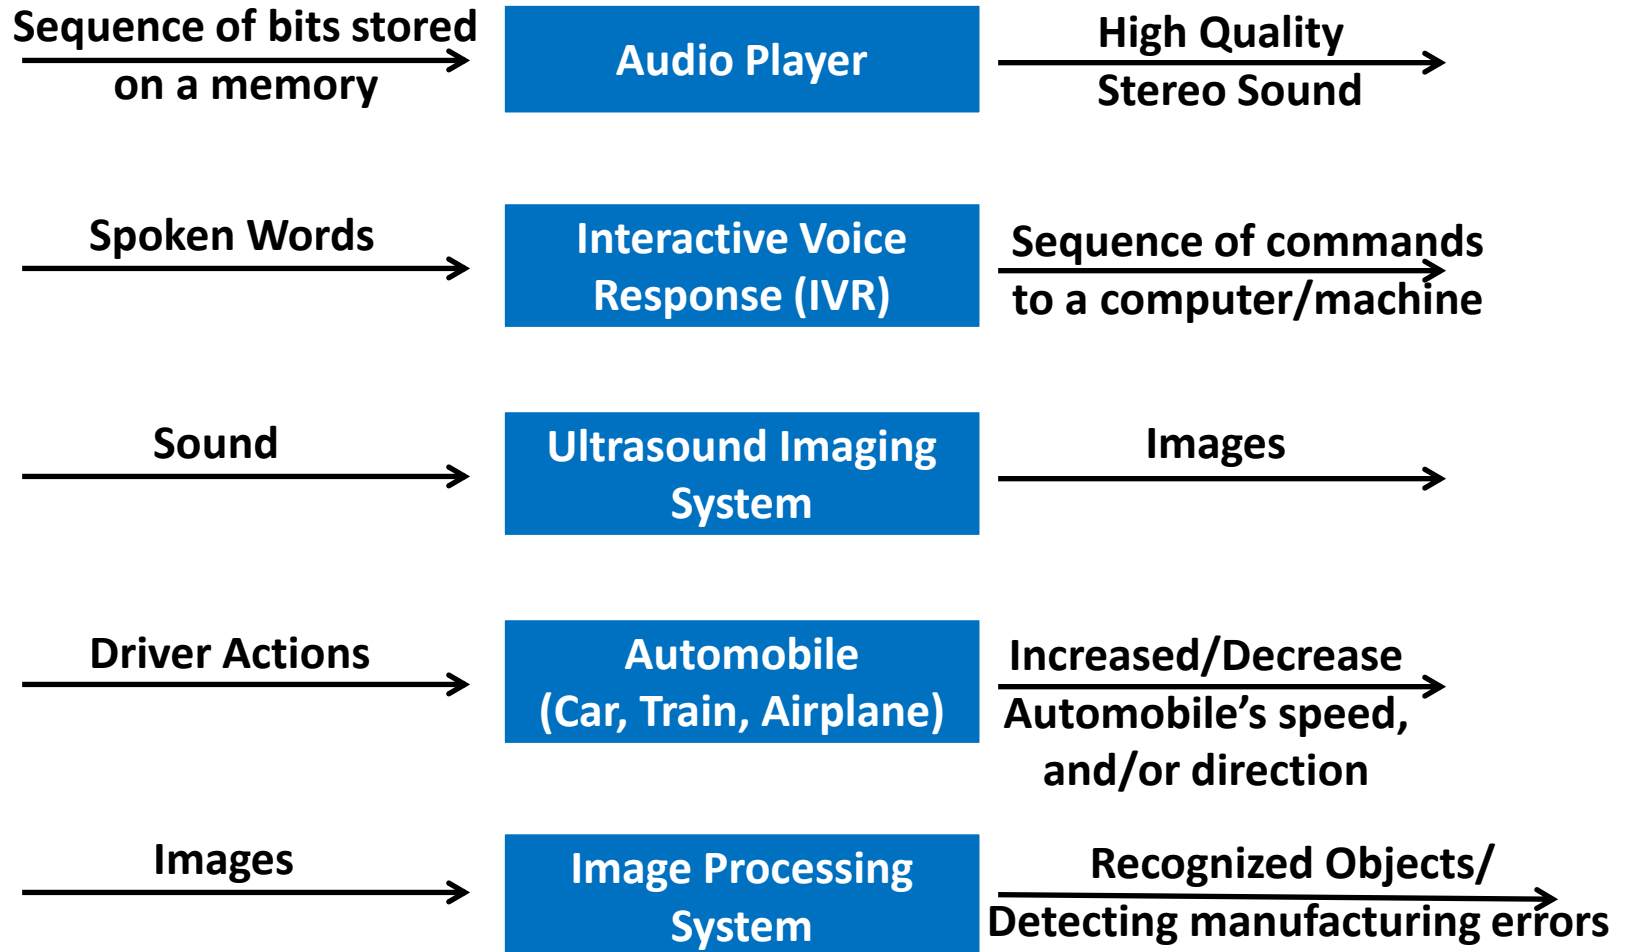 Sequence of bits stored
on a memory
Audio Player
High Quality
Stereo Sound
Spoken Words
Interactive Voice
Response (IVR)
Sequence of commands
to a computer/machine
Sound
Ultrasound Imaging
System
Images
Driver Actions
Automobile
(Car, Train, Airplane)
Increased/Decrease
Automobile’s speed,
and/or direction
Images
Image Processing
System
Recognized Objects/
Detecting manufacturing errors